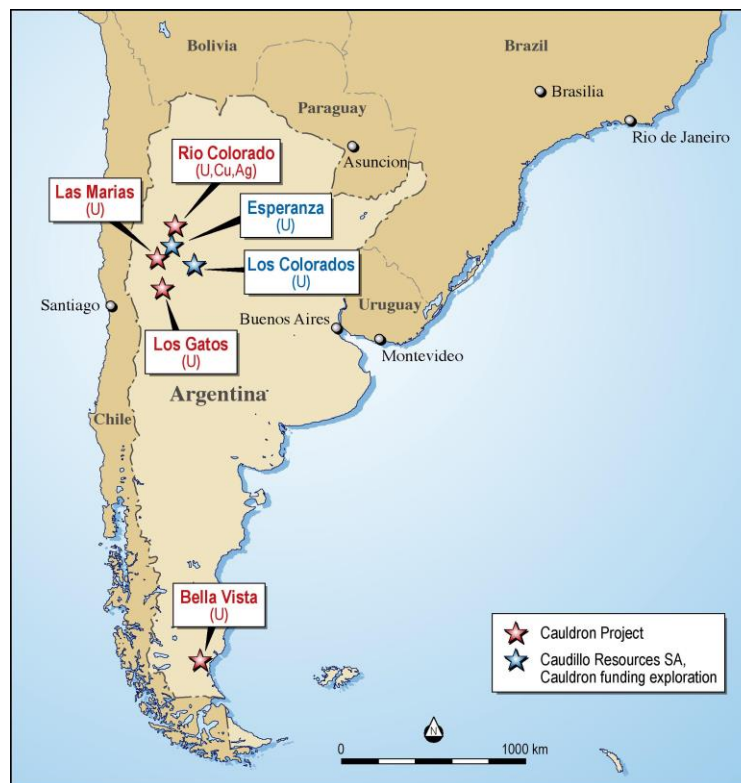 Bolivia
Brazil
Brasilia
Paraguay
Rio de Janeiro
Asuncion
Rio Colorado
(U,Cu,Ag)
Las Marias
(U)
Esperanza
(U)
Los Colorados
(U)
Santiago
Uruguay
Buenos Aires
Los Gatos
(U)
Montevideo
Argentina
Chile
Bella Vista
(U)
Cauldron Project
Caudillo Resources SA,
Cauldron funding exploration
N
0
1000 km